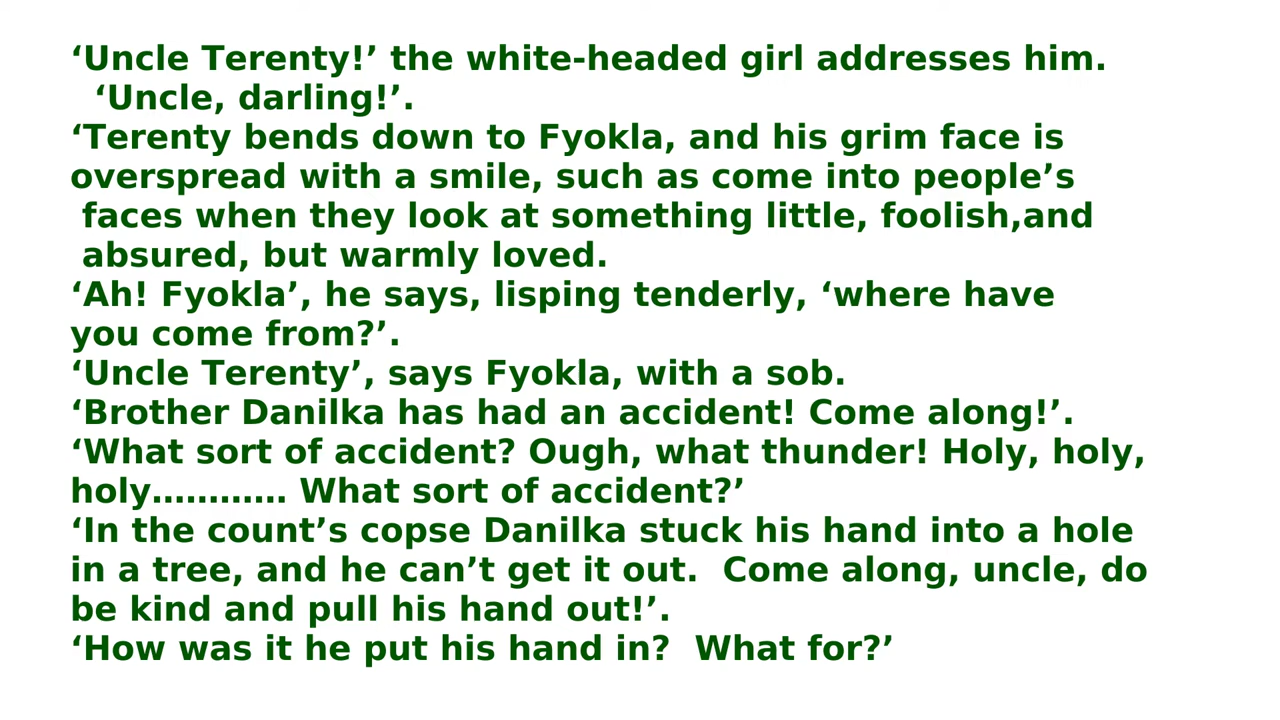 ‘Uncle Terenty!’ the white-headed girl addresses him.
‘Uncle, darling!’.
‘Terenty bends down to Fyokla, and his grim face is
overspread with a smile, such as come into people’s
faces when they look at something little, foolish,and
absured, but warmly loved.
‘Ah! Fyokla’, he says, lisping tenderly, ‘where have
you come from?’.
‘Uncle Terenty’, says Fyokla, with a sob.
‘Brother Danilka has had an accident! Come along!’.
‘What sort of accident? Ough, what thunder! Holy, holy,
holy………… What sort of accident?’
‘In the count’s copse Danilka stuck his hand into a hole
in a tree, and he can’t get it out.  Come along, uncle, do
be kind and pull his hand out!’.
‘How was it he put his hand in?  What for?’